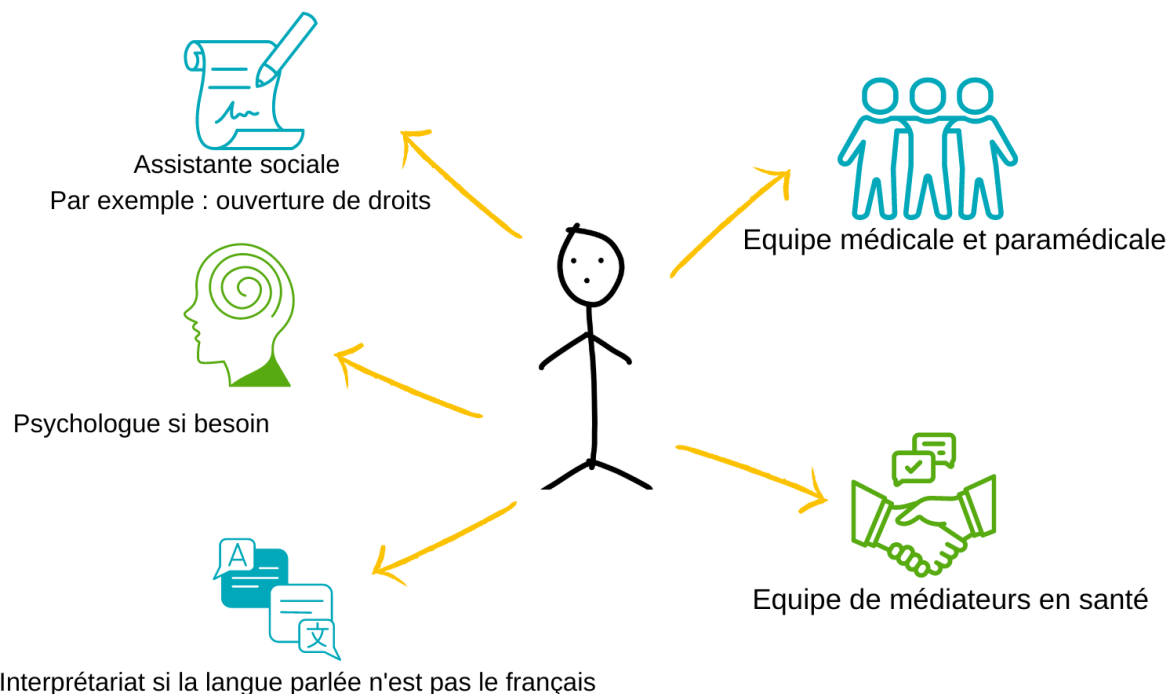 Assistante sociale
Par exemple : ouverture de droits
Equipe médicale et paramédicale
Psychologue si besoin
Equipe de médiateurs en santé
A
文
Interprétariat si la langue parlée n'est pas le français